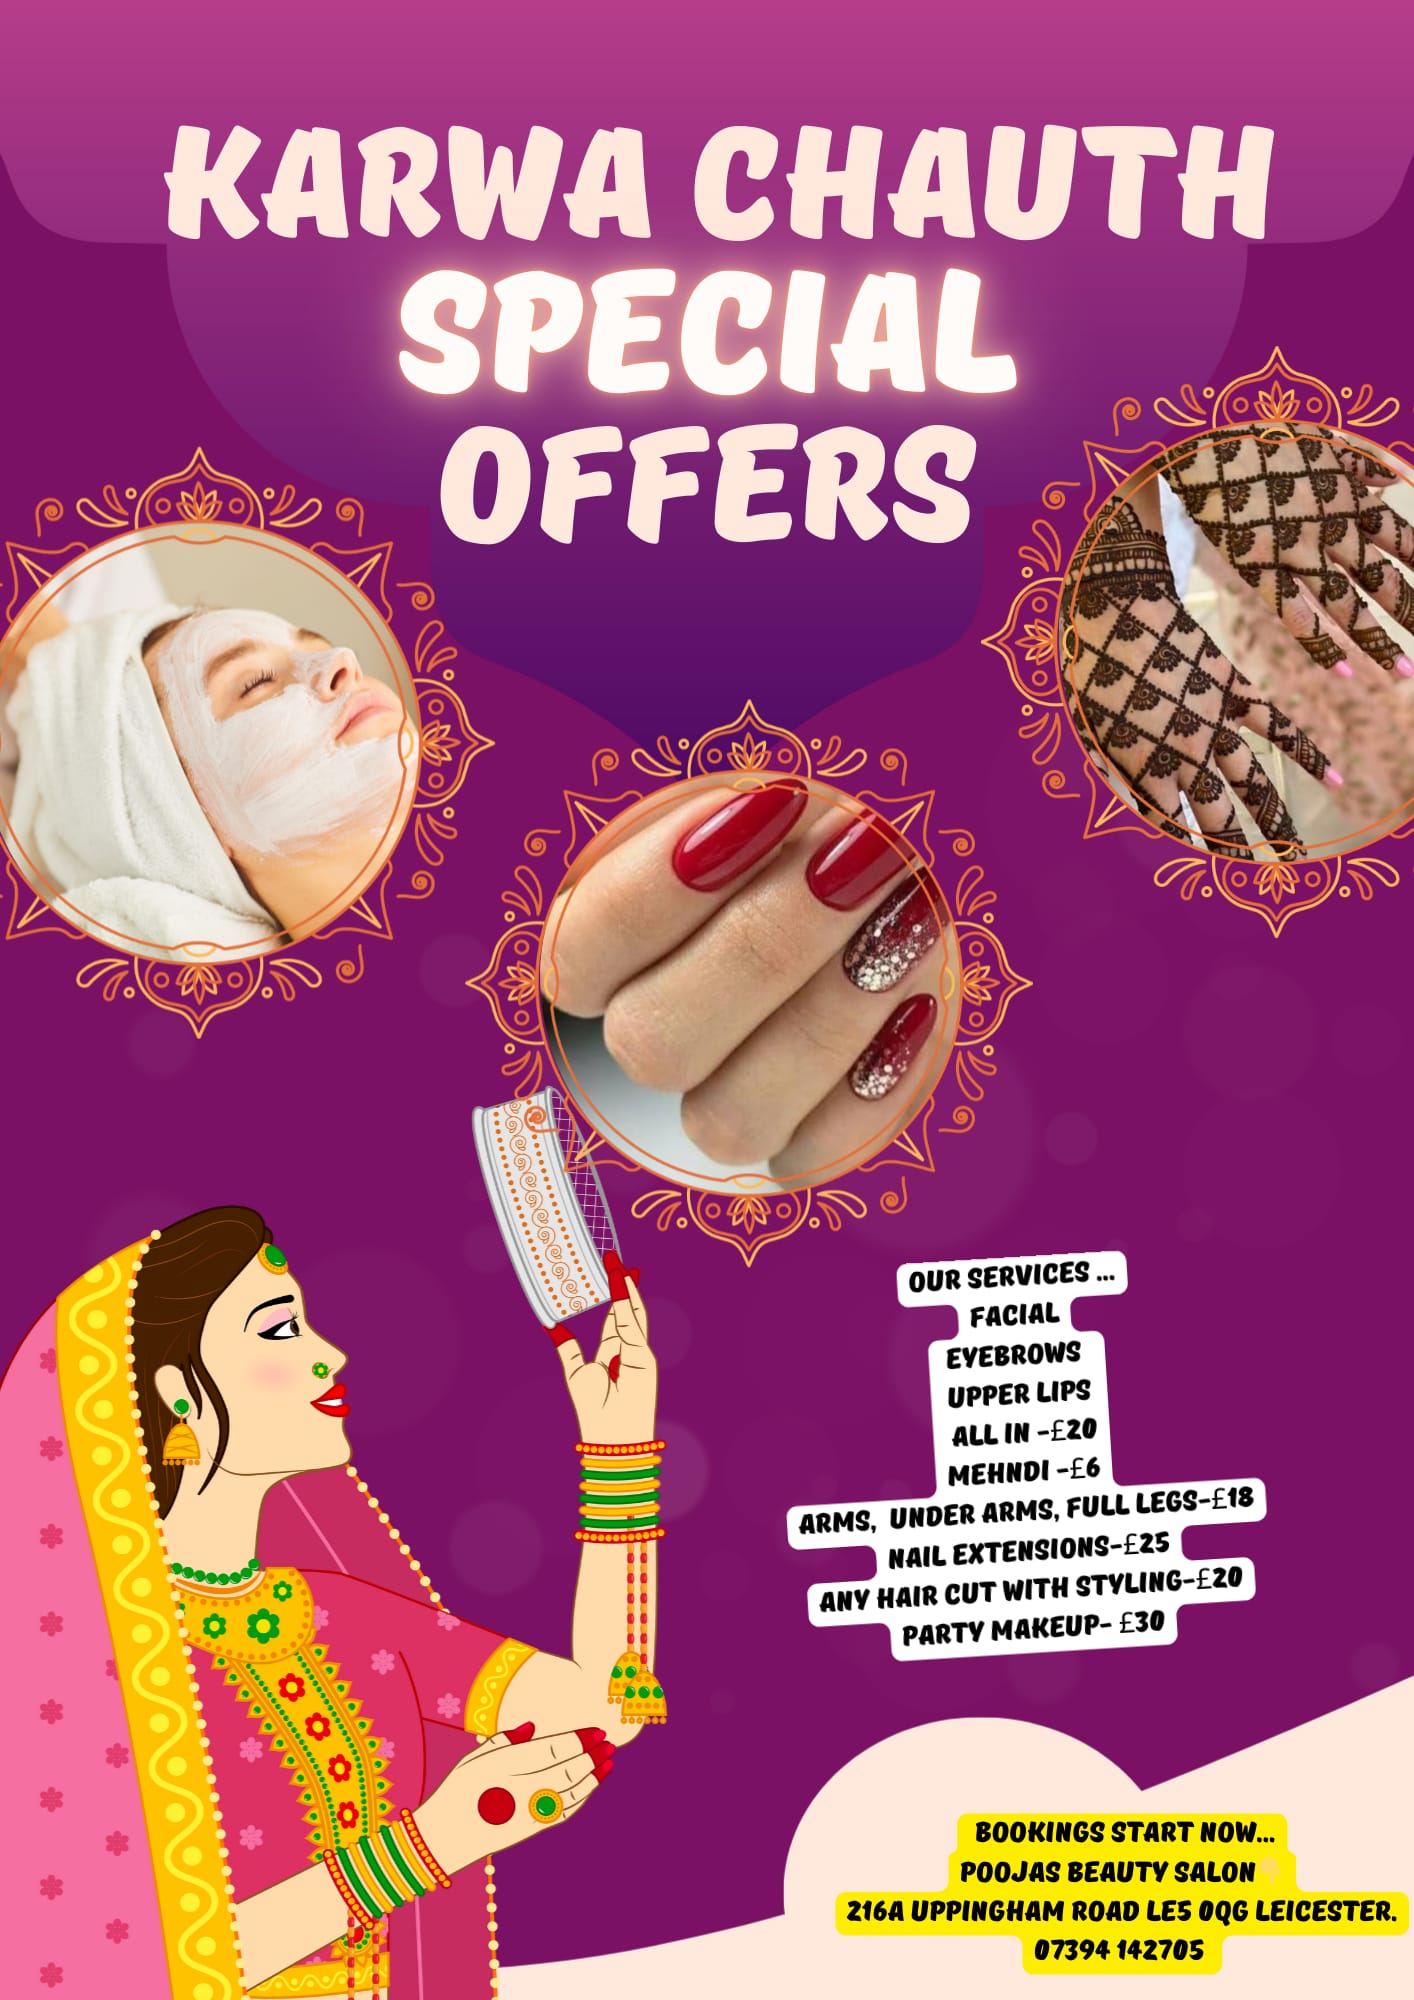 KARWA CHAUTH
SPECIAL
OFFERS
OUR SERVICES ...
FACIAL
EYEBROWS
UPPER LIPS
ALL IN -£20
MEHNDI -£6
ARMS, UNDER ARMS, FULL LEGS-£18
NAIL EXTENSIONS-£25
ANY HAIR CUT WITH STYLING-£20
PARTY MAKEUP- £30
BOOKINGS START NOW...
POOJAS BEAUTY SALON👇
216A UPPINGHAM ROAD LE5 0QG LEICESTER.
07394 142705